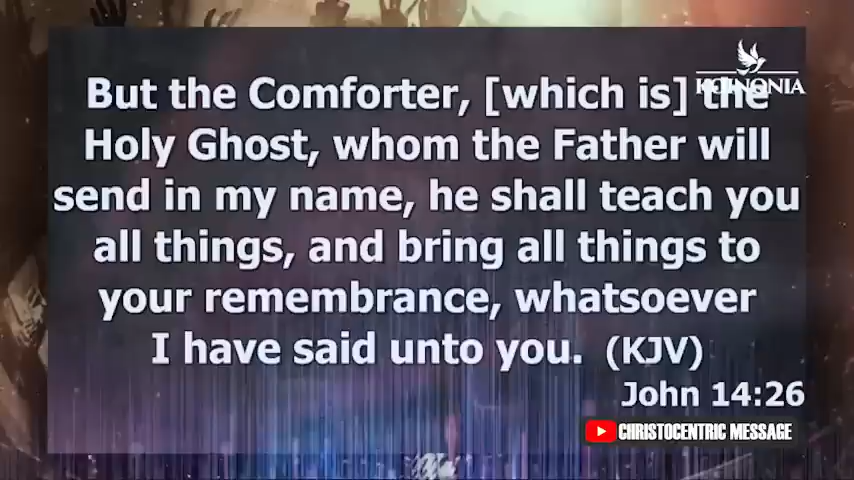 KOINONIA
But the Comforter, [which is] the
Holy Ghost, whom the Father will
send in my name, he shall teach you
all things, and bring all things to
your remembrance, whatsoever
I have said unto you. (KJV)
John 14:26
CHRISTOCENTRIC MESSAGE